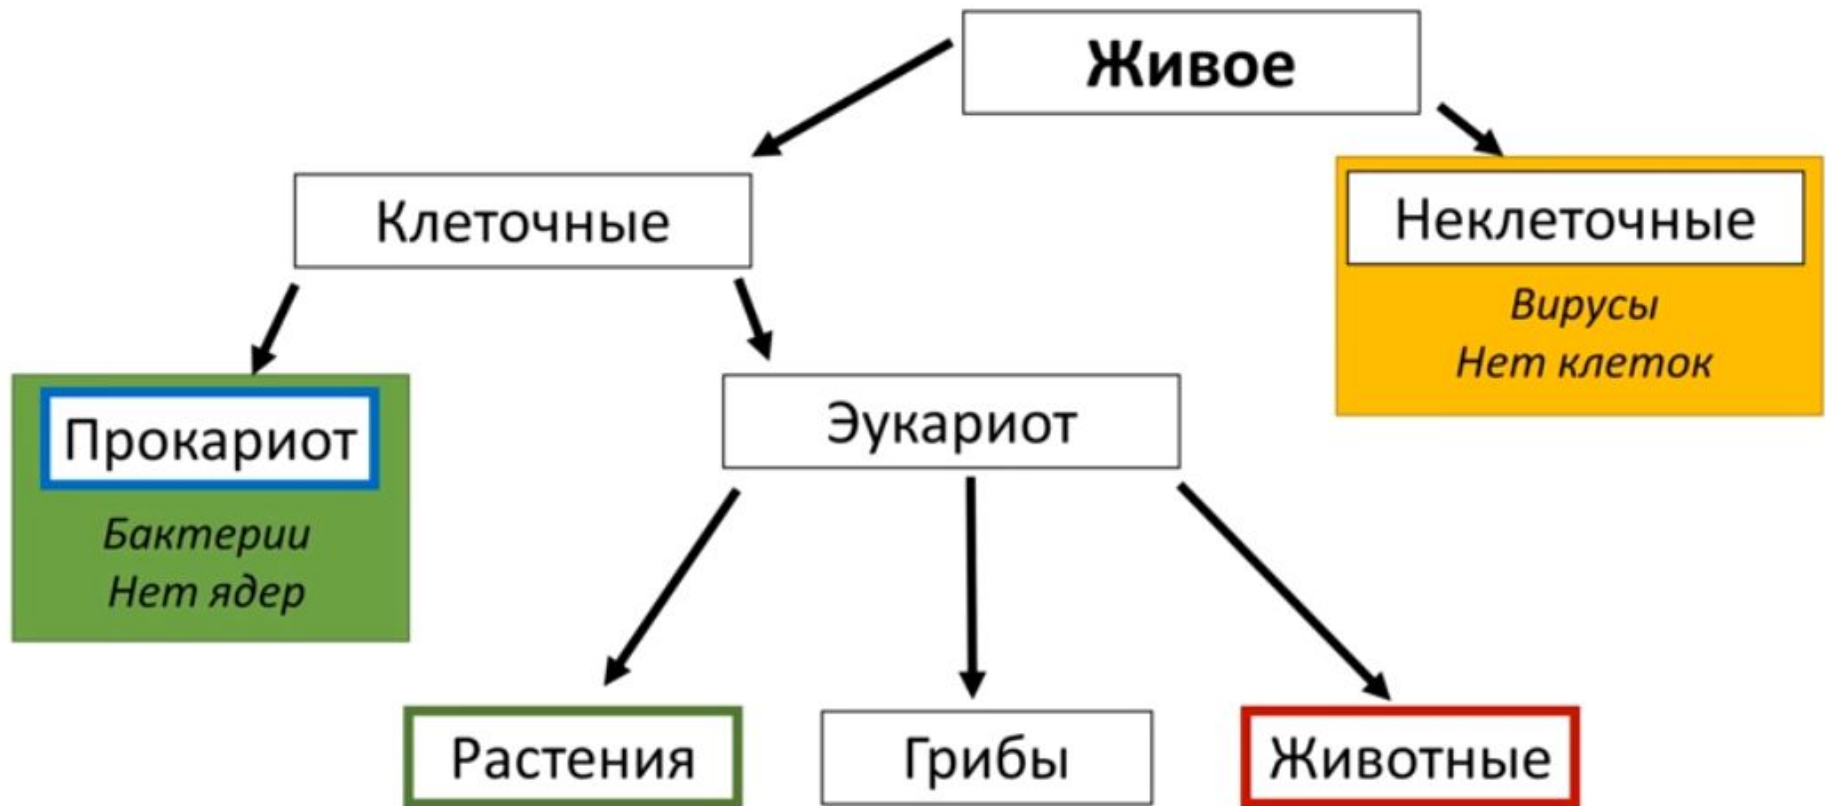 Живое
Клеточные
Неклеточные
Вирусы
Нет клеток
Прокариот
Бактерии
Нет ядер
Эукариот
Растения
Грибы
Животные